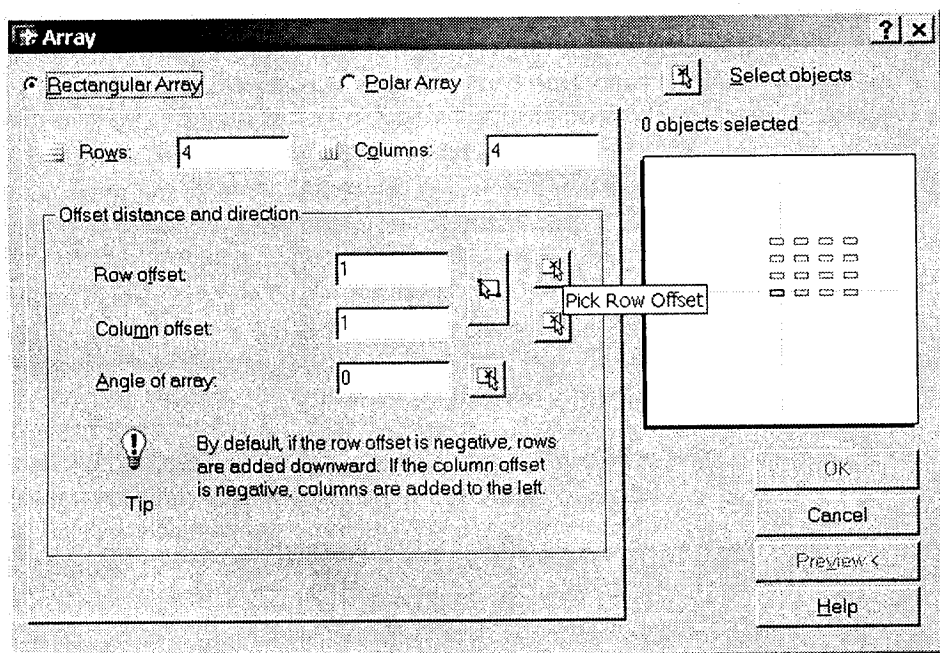 Array
? ×
Rectangular Array
Polar Array
Select objects
0 objects selected
Rows: 4
Columns: 4
Offset distance and direction
Row offset: 1
Pick Row Offset
Column offset: 1
Angle of array: 0
By default, if the row offset is negative, rows
are added downward. If the column offset
is negative, columns are added to the left.
Tip
OK
Cancel
Preview <
Help